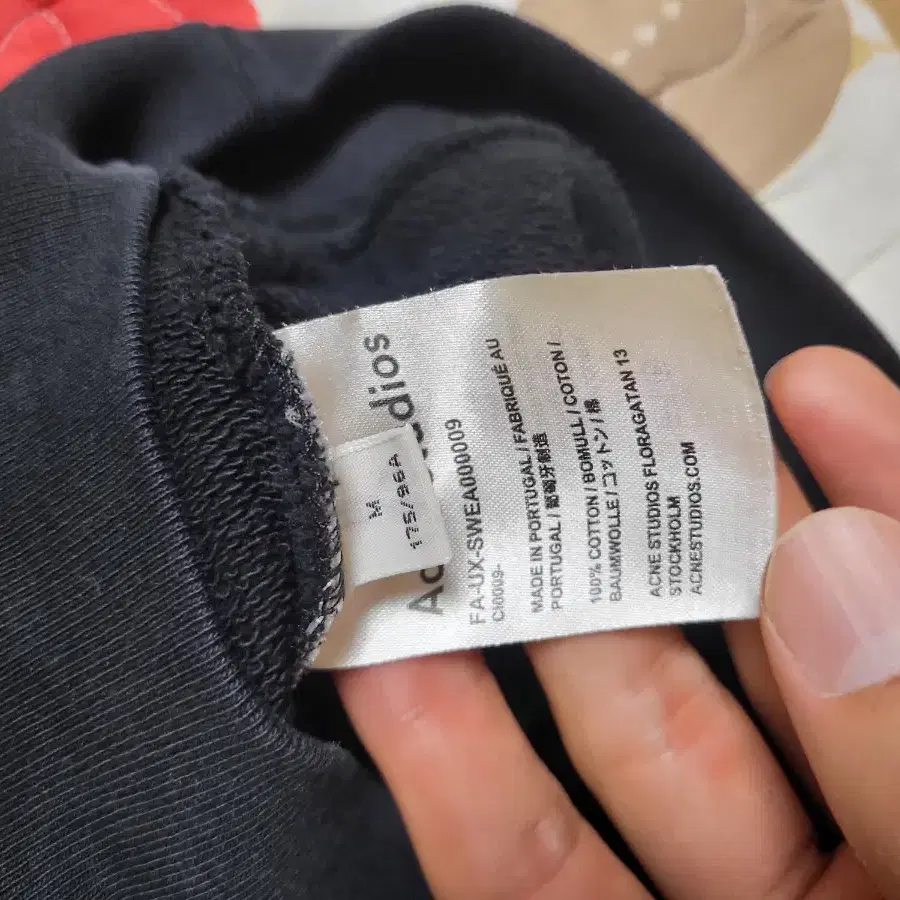 Ac dios
M
175/96A
FA-UX-SWEA000009
CI0009-
MADE IN PORTUGAL / FABRIQUÉ AU
PORTUGAL / 葡萄牙制造
100% COTTON / BOMULL / COTON /
BAUMWOLLE / コットン / 棉
ACNE STUDIOS FLORAGATAN 13
STOCKHOLM
ACNESTUDIOS.COM